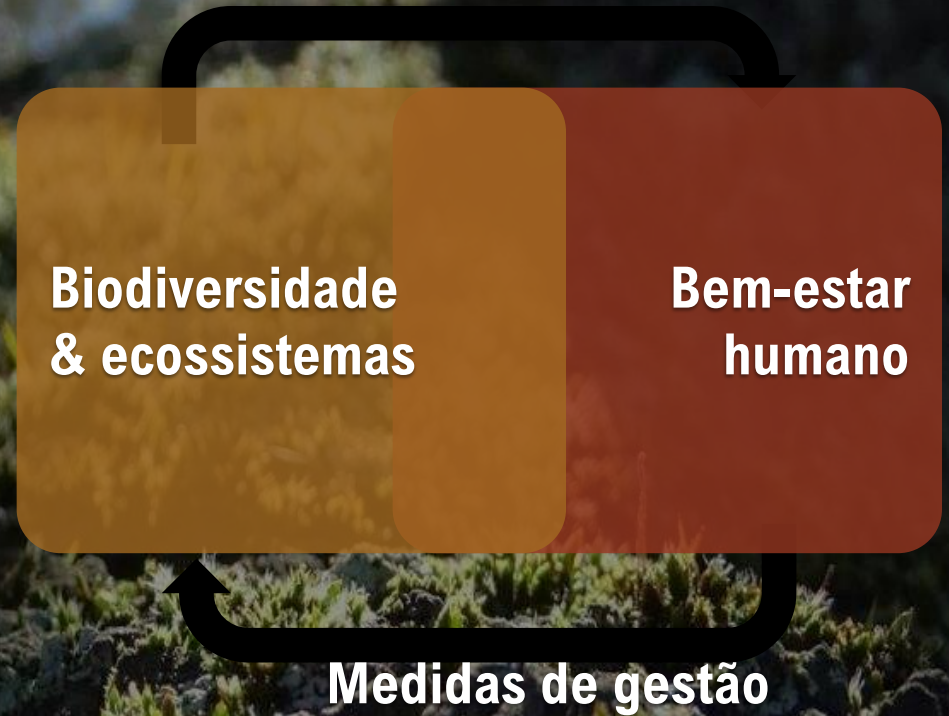 Biodiversidade
& ecossistemas
Bem-estar
humano
Medidas de gestão